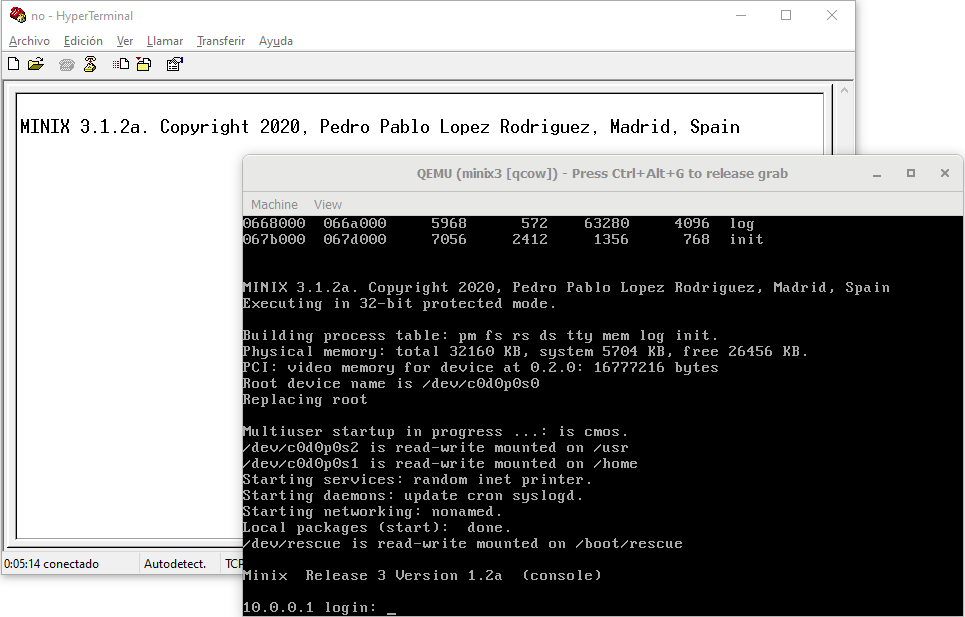 no - HyperTerminal
Archivo Edición Ver Llamar Transferir Ayuda
MINIX 3.1.2a. Copyright 2020, Pedro Pablo Lopez Rodriguez, Madrid, Spain
0:05:14 conectado Autodetect. TCP
QEMU (minix3 [qcow]) - Press Ctrl+Alt+G to release grab
Machine View
0668000 066a000 5968 572 63280 4096 log
067b000 067d000 7056 2412 1356 768 init
MINIX 3.1.2a. Copyright 2020, Pedro Pablo Lopez Rodriguez, Madrid, Spain
Executing in 32-bit protected mode.
Building process table: pm fs rs ds tty mem log init.
Physical memory: total 32160 KB, system 5704 KB, free 26456 KB.
PCI: video memory for device at 0.2.0: 16777216 bytes
Root device name is /dev/c0d0p0s0
Replacing root
Multiuser startup in progress ...: is cmos.
/dev/c0d0p0s2 is read-write mounted on /usr
/dev/c0d0p0s1 is read-write mounted on /home
Starting services: random inet printer.
Starting daemons: update cron syslogd.
Starting networking: nonamed.
Local packages (start): done.
/dev/rescue is read-write mounted on /boot/rescue
Minix Release 3 Version 1.2a (console)
10.0.0.1 login: _